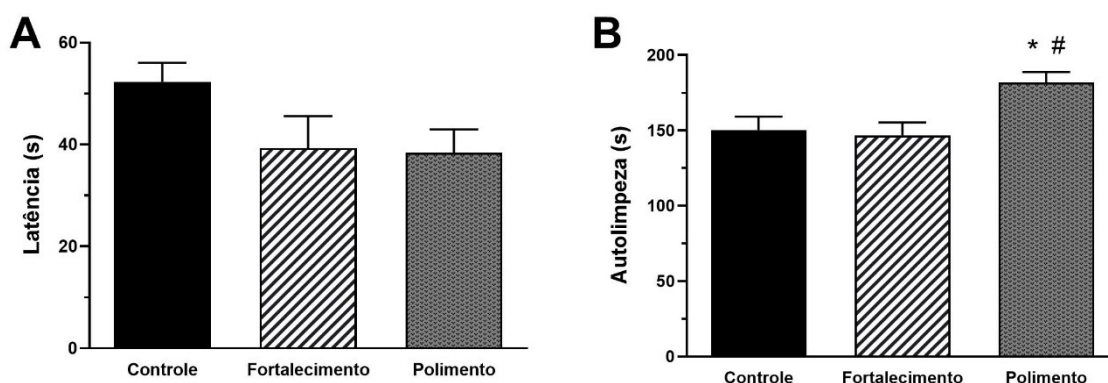 A
Latência (s)
60
40
20
0
Controle
Fortalecimento
Polimento
B
Autolimpeza (s)
200
150
100
50
0
* #
Controle
Fortalecimento
Polimento